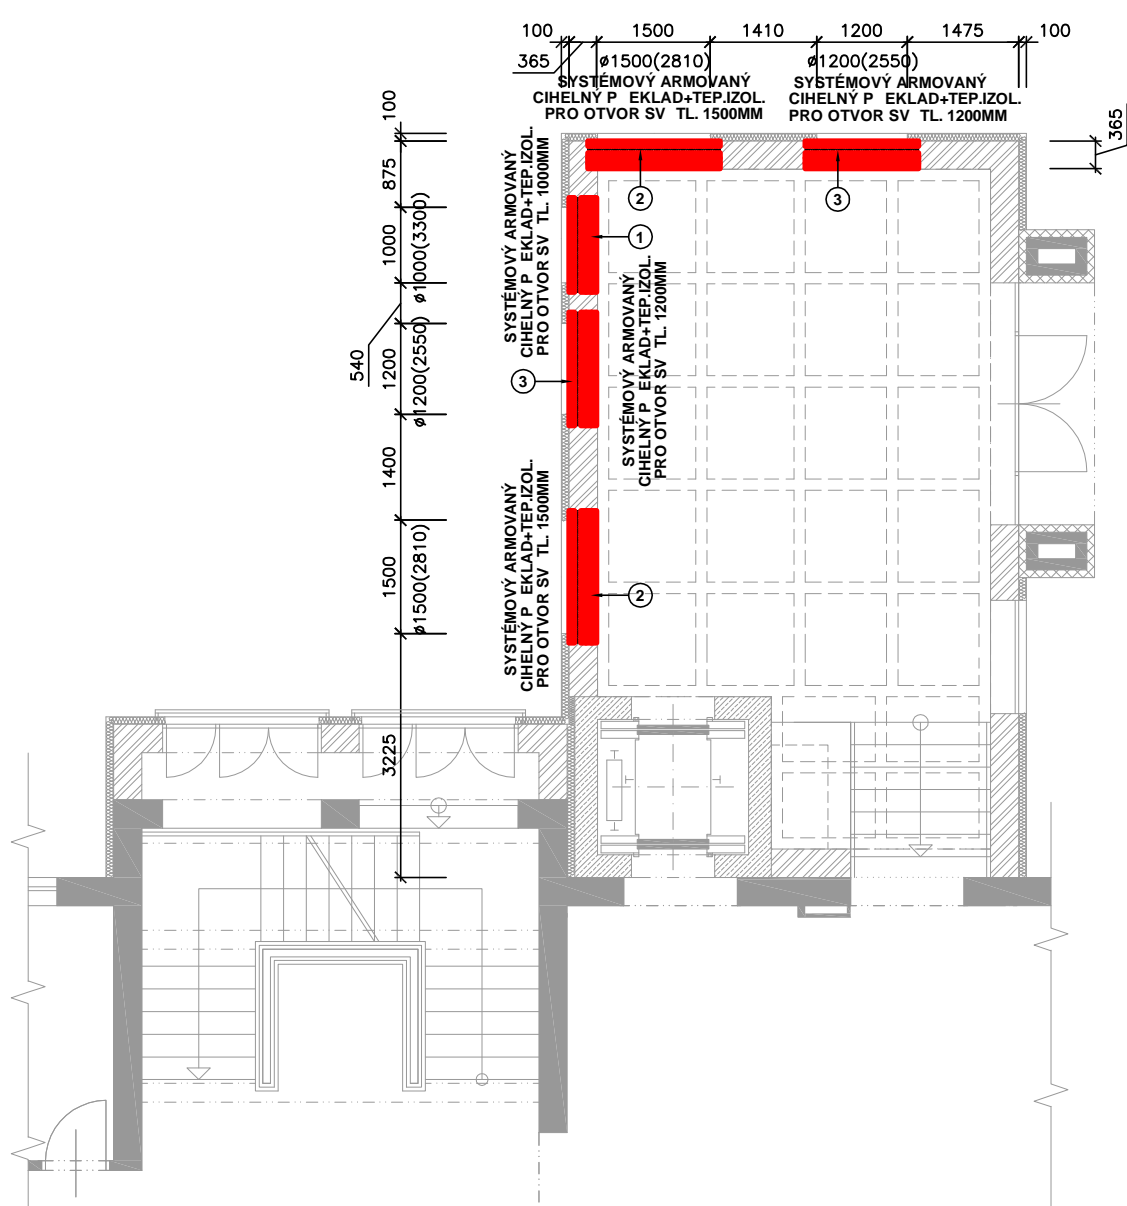 100
1500
1410
1200
1475
100
365
ø1500(2810)
ø1200(2550)
SYSTÉMOVÝ ARMOVANÝ
CIHELNÝ P EKLAD+TEP.IZOL.
PRO OTVOR SV TL. 1500MM
SYSTÉMOVÝ ARMOVANÝ
CIHELNÝ P EKLAD+TEP.IZOL.
PRO OTVOR SV TL. 1200MM
365
100
875
1000
ø1000(3300)
540
1200
ø1200(2550)
1400
1500
ø1500(2810)
3225
SYSTÉMOVÝ ARMOVANÝ
CIHELNÝ P EKLAD+TEP.IZOL.
PRO OTVOR SV TL. 1000MM
2
3
1
SYSTÉMOVÝ ARMOVANÝ
CIHELNÝ P EKLAD+TEP.IZOL.
PRO OTVOR SV TL. 1200MM
3
SYSTÉMOVÝ ARMOVANÝ
CIHELNÝ P EKLAD+TEP.IZOL.
PRO OTVOR SV TL. 1500MM
2